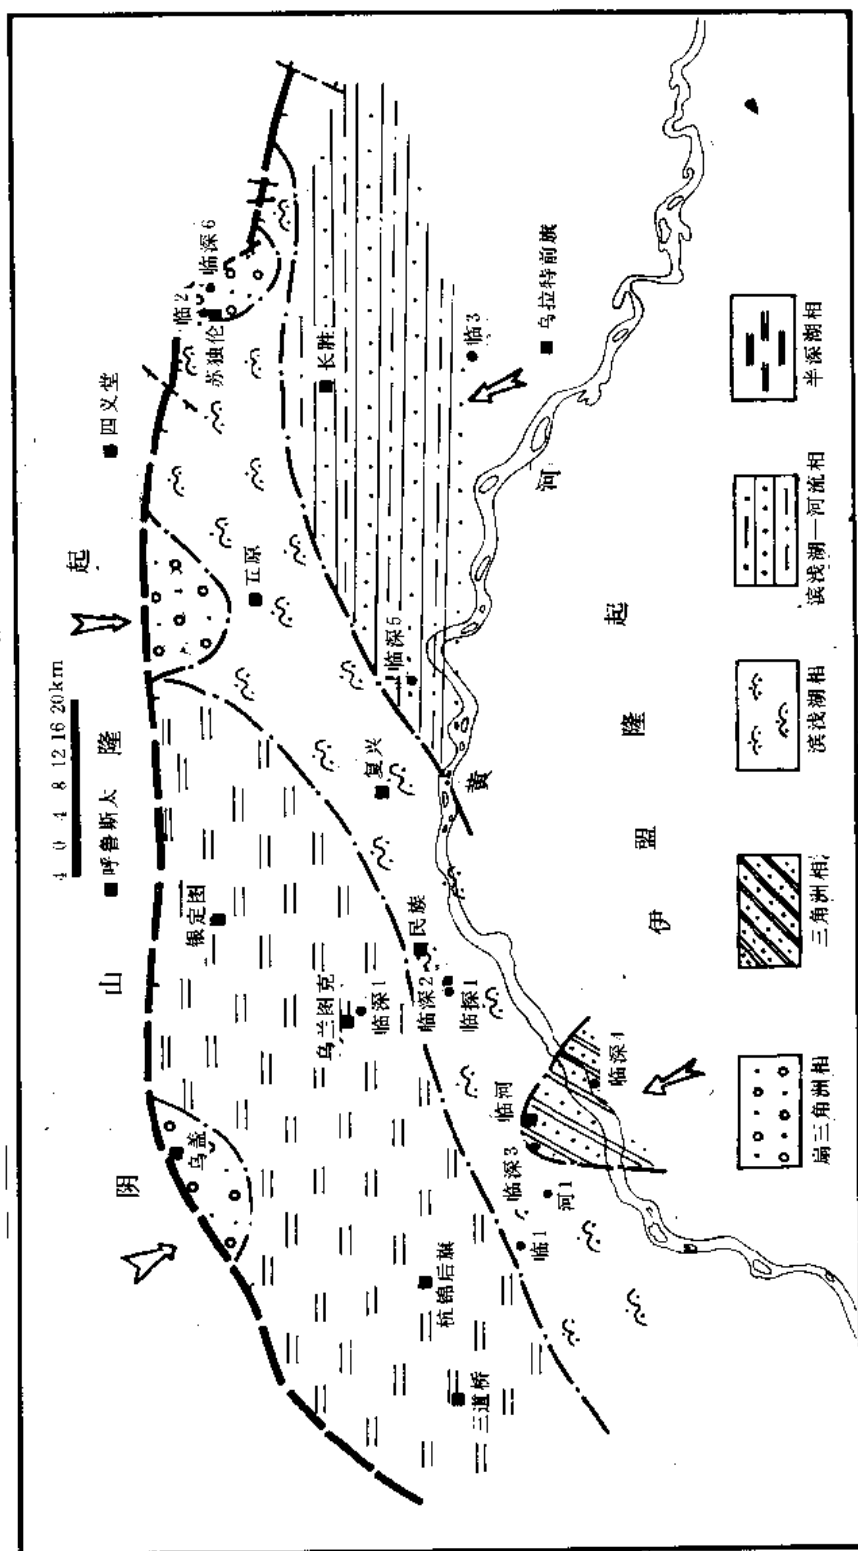 4 0 4 8 12 16 20km
阴
山
隆
起
呼鲁斯太
四义堂
乌盖
银定图
五原
苏独伦
临2
临深6
乌兰图克
临深1
复兴
长胜
杭锦后旗
三道桥
临深2
临探1
民族
临深5
临3
乌拉特前旗
临1
河1
临深3
临河
临深4
黄
河
伊
盟
隆
起
扇三角洲相
三角洲相
滨浅湖相
滨浅湖—河流相
半深湖相